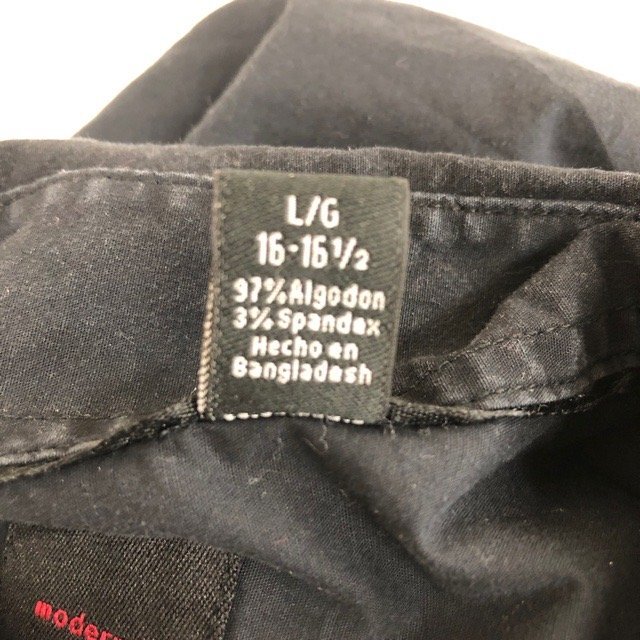 L/G
16-16 1/2
97% Algodon
3% Spandex
Hecho en
Bangladesh
modern